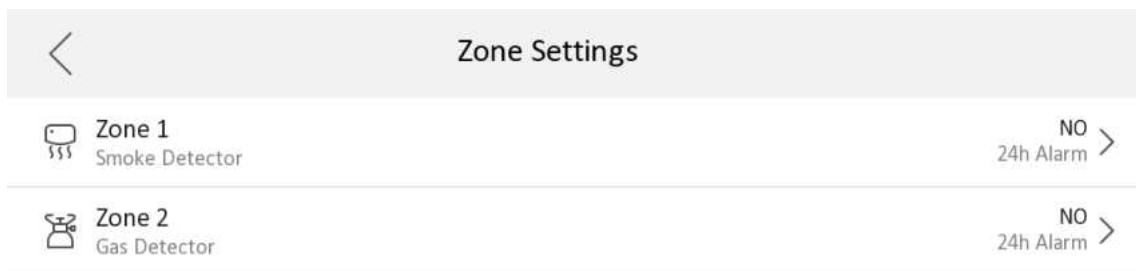 Zone Settings
Zone 1
NO
Smoke Detector
24h Alarm
Zone 2
NO
Gas Detector
24h Alarm